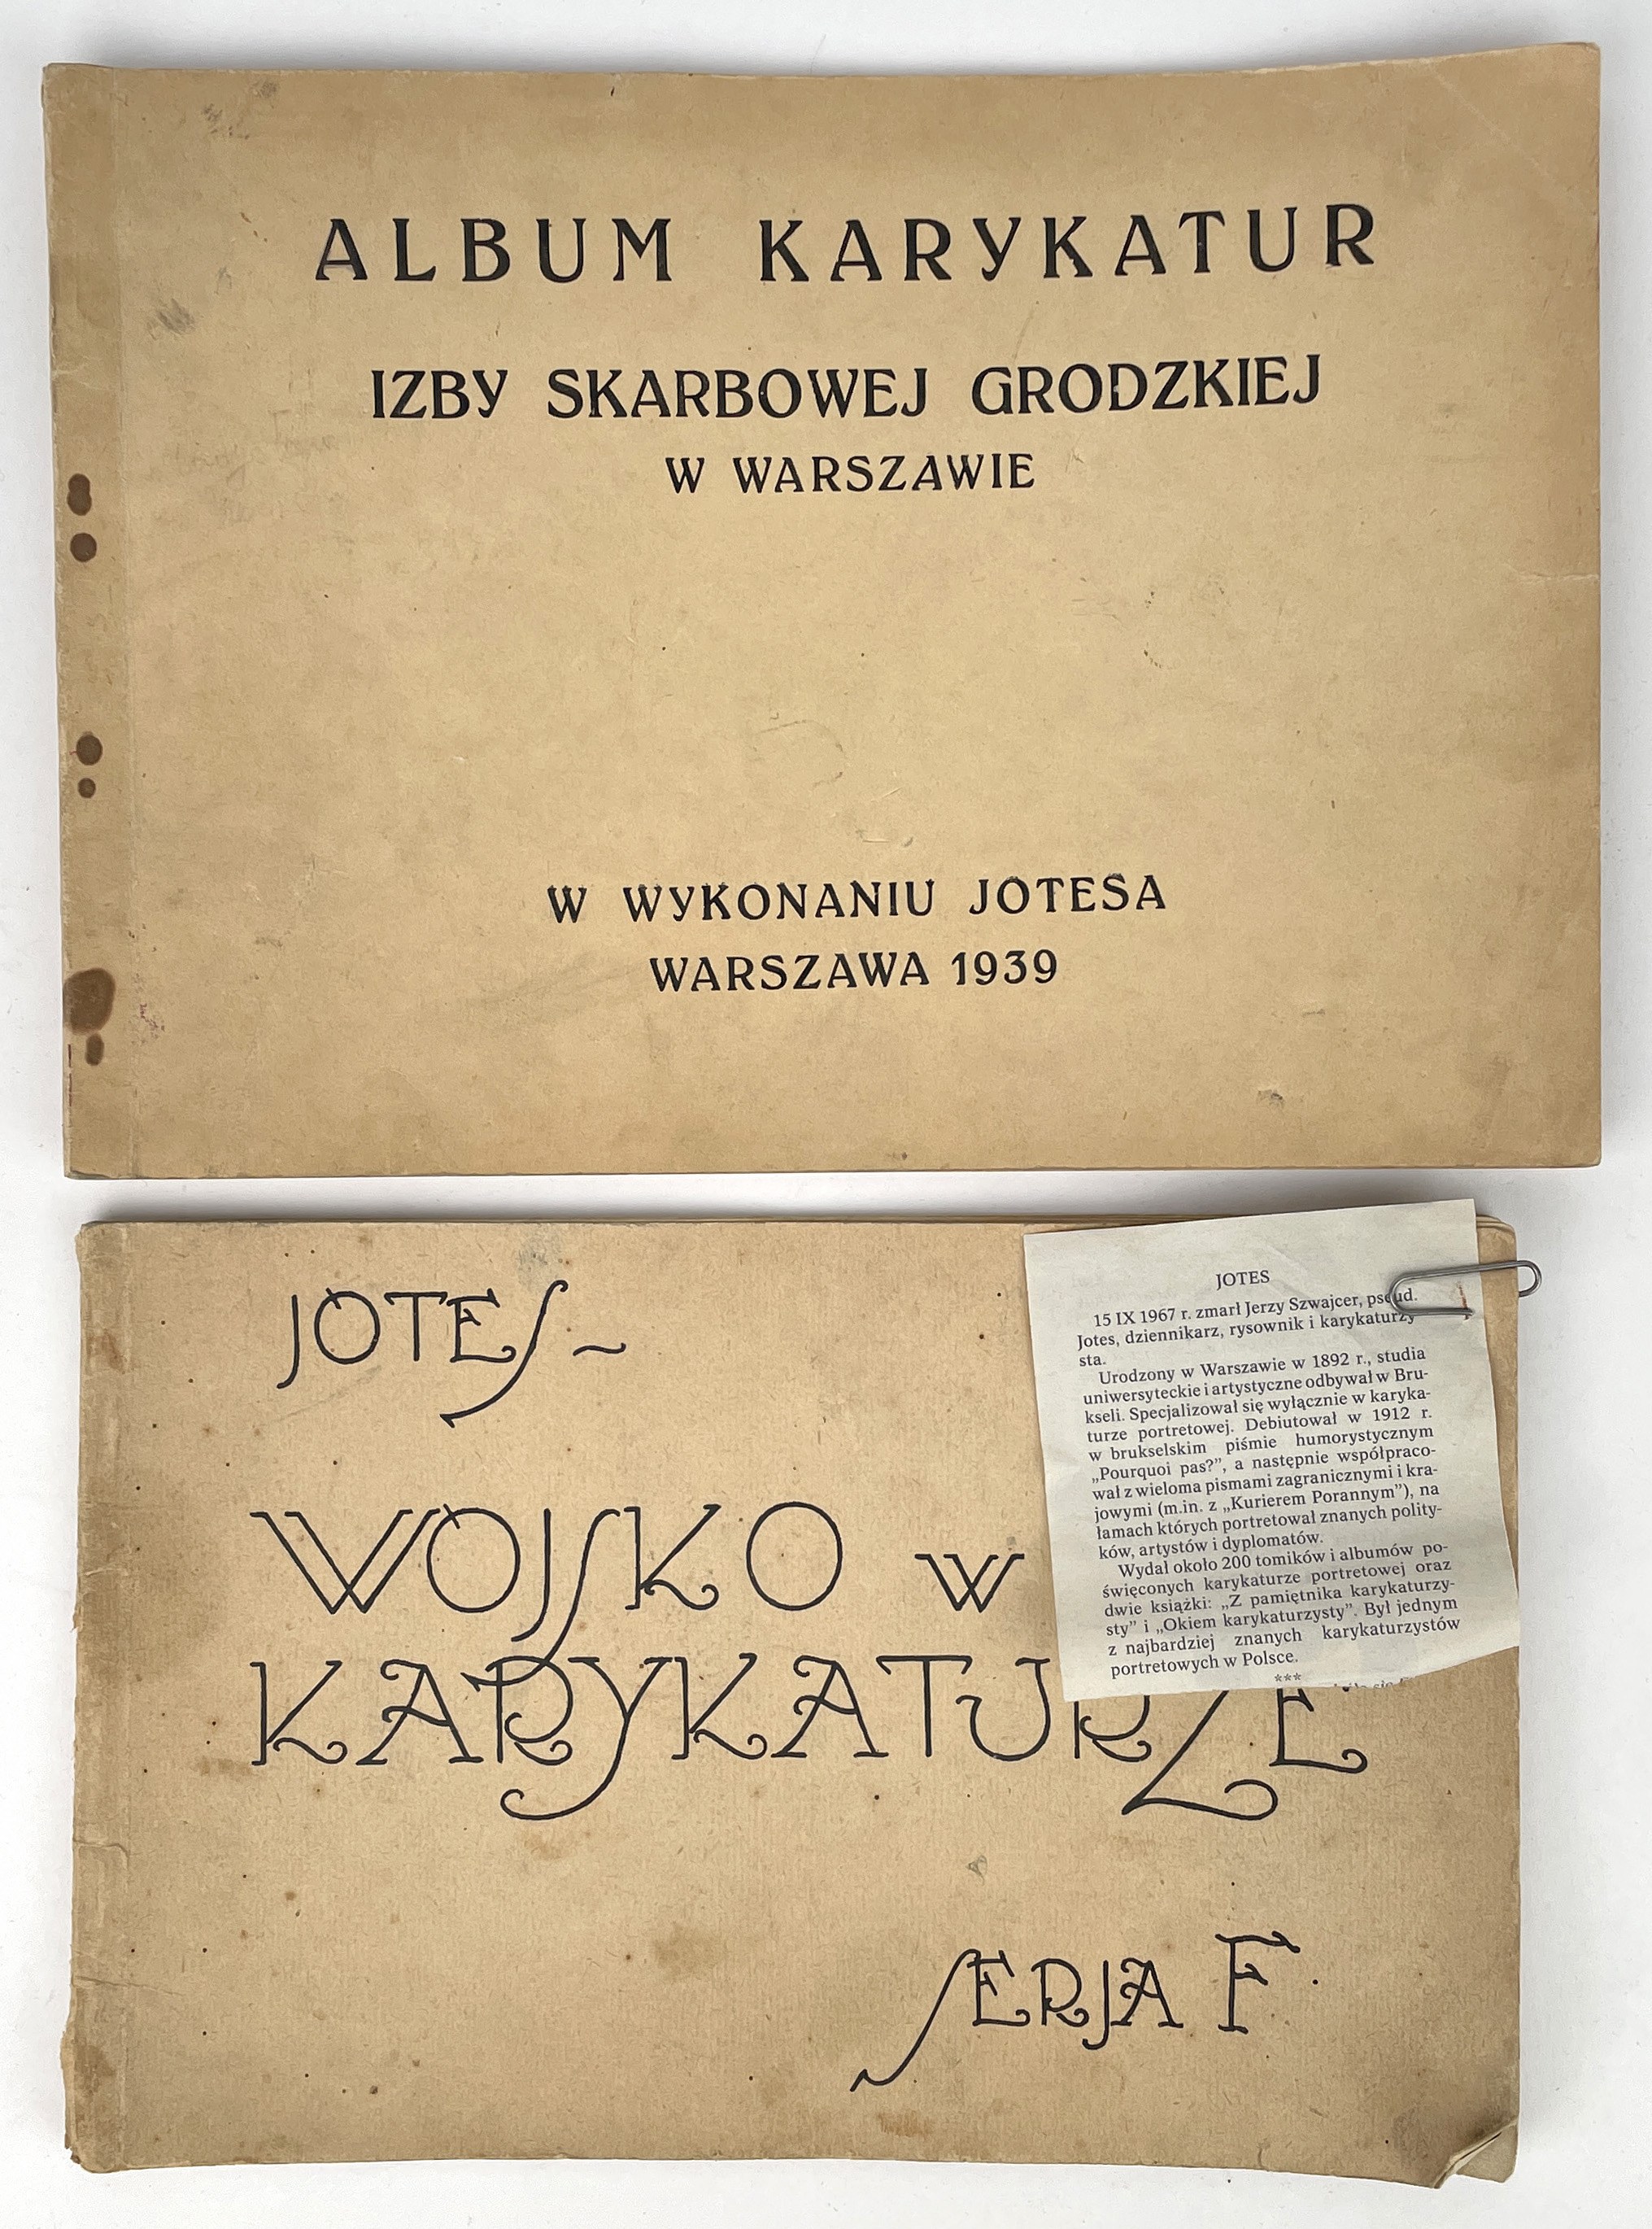 ALBUM KARYKATUR
IZBY SKARBOWEJ GRODZKIEJ
W WARSZAWIE
W WYKONANIU JOTESA
WARSZAWA 1939
JOTES ~
WOJSKO w
KARYKATURZE
SERJA F.
JOTES
15 IX 1967 r. zmarł Jerzy Szwajcer, pseud.
Jotes, dziennikarz, rysownik i karykaturzy-
sta.
Urodzony w Warszawie w 1892 r., studia
uniwersyteckie i artystyczne odbywał w Bru-
kseli. Specjalizował się wyłącznie w karyka-
turze portretowej. Debiutował w 1912 r.
w brukselskim piśmie humorystycznym
„Pourquoi pas?”, a następnie współpraco-
wał z wieloma pismami zagranicznymi i kra-
jowymi (m.in. z „Kurierem Porannym”), na
łamach których portretował znanych polity-
ków, artystów i dyplomatów.
Wydał około 200 tomików i albumów po-
święconych karykaturze portretowej oraz
dwie książki: „Z pamiętnika karykaturzy-
sty” i „Okiem karykaturzysty”. Był jednym
z najbardziej znanych karykaturzystów
portretowych w Polsce.
***